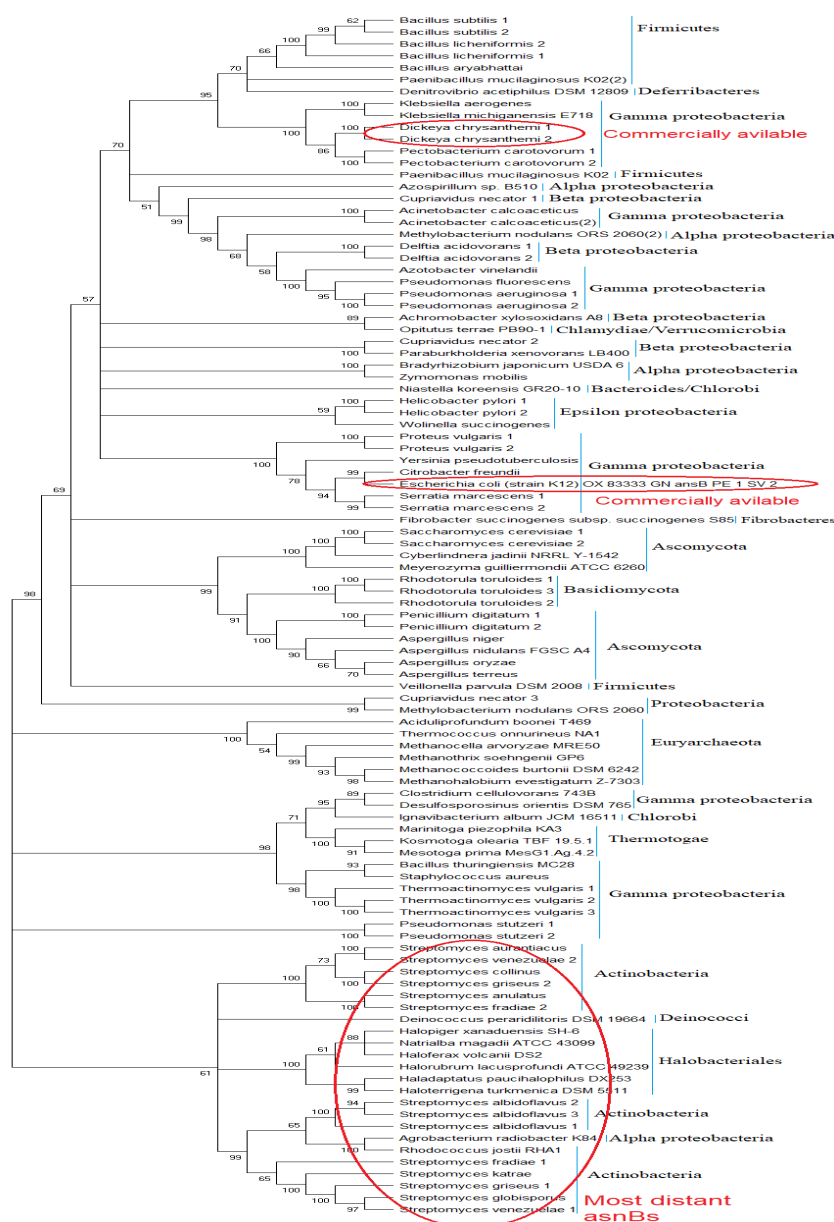 Bacillus subtilis 1
Bacillus subtilis 2
Firmicutes
Bacillus licheniformis 2
Bacillus licheniformis 1
Bacillus aryabhattai
Paenibacillus mucilaginosus K02(2)
Denitrovibrio acetiphilus DSM 12809 Deferribacteres
Klebsiella aerogenes
Klebsiella michiganensis E718 Gamma proteobacteria
Dickeya chrysanthemi 1
Commercially avilable
Dickeya chrysanthemi 2
Pectobacterium carotovorum 1
Pectobacterium carotovorum 2
Paenibacillus mucilaginosus K02 Firmicutes
Azospirillum sp. B510 Alpha proteobacteria
Cupriavidus necator 1 Beta proteobacteria
Acinetobacter calcoaceticus
Gamma proteobacteria
Acinetobacter calcoaceticus(2)
Methylobacterium nodulans ORS 2060(2) Alpha proteobacteria
Delftia acidovorans 1
Beta proteobacteria
Delftia acidovorans 2
Azotobacter vinelandii
Pseudomonas fluorescens
Gamma proteobacteria
Pseudomonas aeruginosa 1
Pseudomonas aeruginosa 2
Achromobacter xylosoxidans A8 Beta proteobacteria
Opitutus terrae PB90-1 Chlamydiae/Verrucomicrobia
Cupriavidus necator 2
Beta proteobacteria
Paraburkholderia xenovorans LB400
Bradyrhizobium japonicum USDA 6
Alpha proteobacteria
Zymomonas mobilis
Niastella koreensis GR20-10 Bacteroides/Chlorobi
Helicobacter pylori 1
Helicobacter pylori 2 Epsilon proteobacteria
Wolinella succinogenes
Proteus vulgaris 1
Proteus vulgaris 2
Yersinia pseudotuberculosis
Gamma proteobacteria
Citrobacter freundii
Escherichia coli (strain K12) OX 83333 GN ansB PE 1 SV 2
Serratia marcescens 1
Commercially avilable
Serratia marcescens 2
Fibrobacter succinogenes subsp. succinogenes S85 Fibrobacteres
Saccharomyces cerevisiae 1
Saccharomyces cerevisiae 2
Ascomycota
Cyberlindnera jadinii NRRL Y-1542
Meyerozyma guilliermondii ATCC 6260
Rhodotorula toruloides 1
Rhodotorula toruloides 3 Basidiomycota
Rhodotorula toruloides 2
Penicillium digitatum 1
Penicillium digitatum 2
Aspergillus niger
Ascomycota
Aspergillus nidulans FGSC A4
Aspergillus oryzae
Aspergillus terreus
Veillonella parvula DSM 2008 Firmicutes
Cupriavidus necator 3
Proteobacteria
Methylobacterium nodulans ORS 2060
Aciduliprofundum boonei T469
Thermococcus onnurineus NA1
Euryarchaeota
Methanocella arvoryzae MRE50
Methanothrix soehngenii GP6
Methanococcoides burtonii DSM 6242
Methanohalobium evestigatum Z-7303
Clostridium cellulovorans 743B
Gamma proteobacteria
Desulfosporosinus orientis DSM 765
Ignavibacterium album JCM 16511 Chlorobi
Marinitoga piezophila KA3
Kosmotoga olearia TBF 19.5.1 Thermotogae
Mesotoga prima MesG1.Ag.4.2
Bacillus thuringiensis MC28
Staphylococcus aureus
Thermoactinomyces vulgaris 1 Gamma proteobacteria
Thermoactinomyces vulgaris 2
Thermoactinomyces vulgaris 3
Pseudomonas stutzeri 1
Pseudomonas stutzeri 2
Streptomyces aurantiacus
Streptomyces venezuelae 2
Streptomyces collinus Actinobacteria
Streptomyces griseus 2
Streptomyces anulatus
Streptomyces fradiae 2
Deinococcus peraridilitoris DSM 19664 Deinococci
Halopiger xanaduensis SH-6
Natrialba magadii ATCC 43099
Haloferax volcanii DS2 Halobacteriales
Halorubrum lacusprofundi ATCC 49239
Haladaptatus paucihalophilus DX253
Haloterrigena turkmenica DSM 5511
Streptomyces albidoflavus 2
Streptomyces albidoflavus 3 Actinobacteria
Streptomyces albidoflavus 1
Agrobacterium radiobacter K84 Alpha proteobacteria
Rhodococcus jostii RHA1
Streptomyces fradiae 1
Streptomyces katrae Actinobacteria
Streptomyces griseus 1
Streptomyces globisporus Most distant
Streptomyces venezuelae 1 asnBs